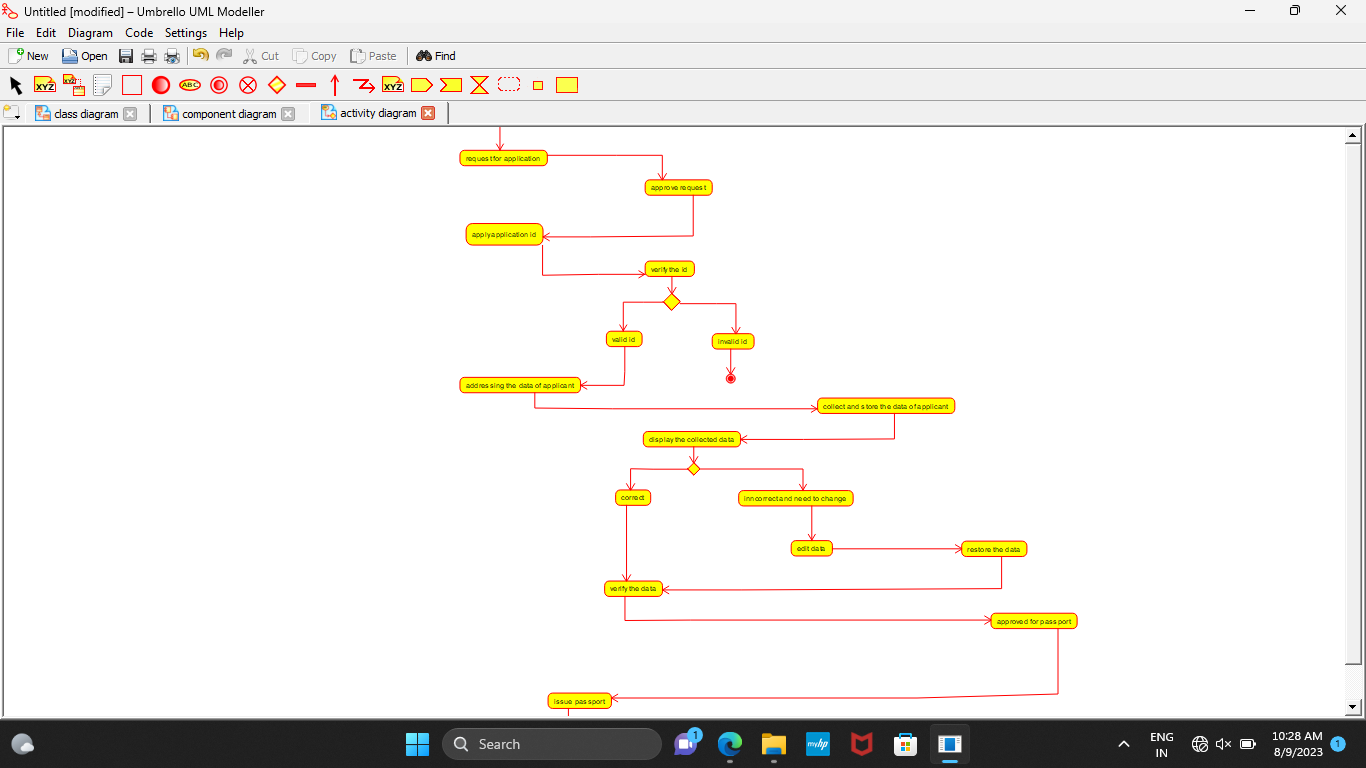 Untitled [modified] – Umbrello UML Modeller
File Edit Diagram Code Settings Help
New Open Cut Copy Paste Find
XYZ XYZ ABC XYZ
class diagram component diagram activity diagram
request for application
approve request
apply application id
verify the id
valid id invalid id
addressing the data of applicant
collect and store the data of applicant
display the collected data
correct inncorrect and need to change
edit data restore the data
verify the data
approved for passport
issue passport
Search
1
myhp
ENG
IN
10:28 AM
8/9/2023
1